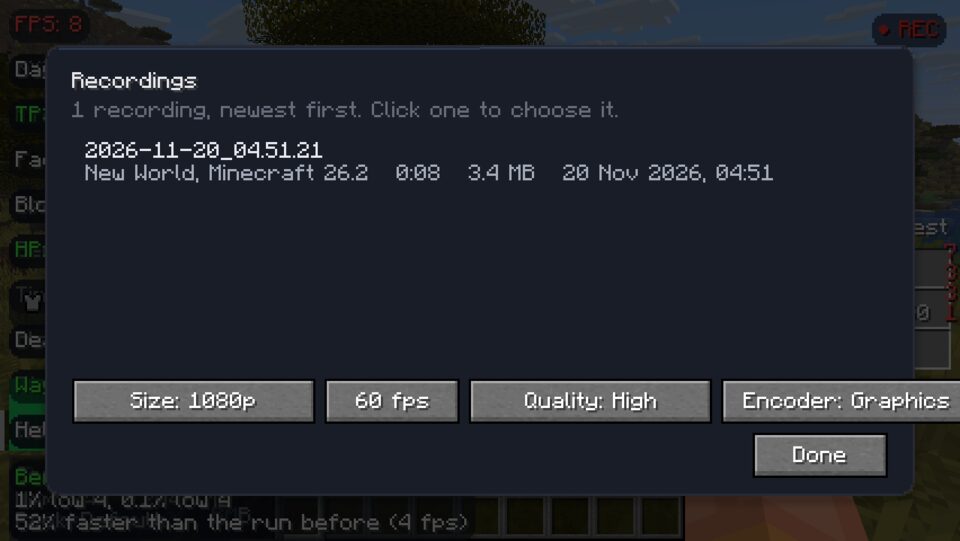 FPS: 8
REC
Recordings
1 recording, newest first. Click one to choose it.
2026-11-20_04.51.21
New World, Minecraft 26.2 0:08 3.4 MB 20 Nov 2026, 04:51
Size: 1080p
60 fps
Quality: High
Encoder: Graphics
Done
1% low 4, 0.1% low 4
52% faster than the run before (4 fps)